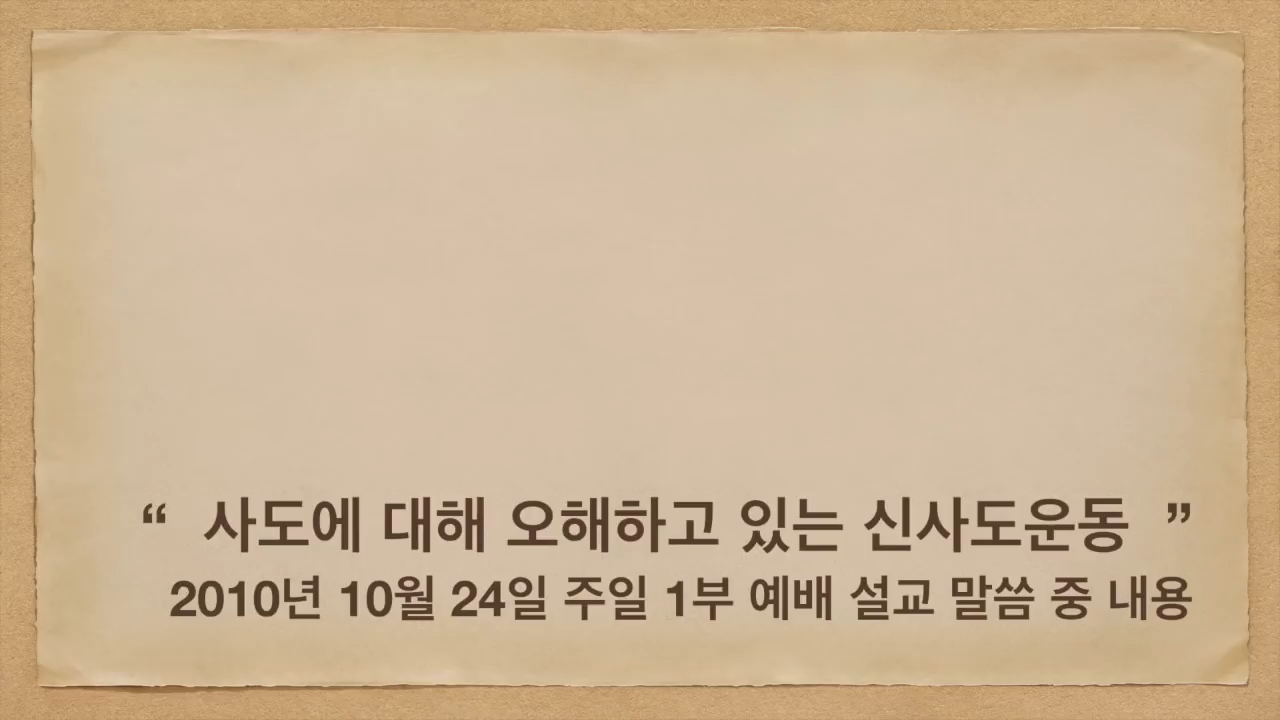 “ 사도에 대해 오해하고 있는 신사도운동 ”
2010년 10월 24일 주일 1부 예배 설교 말씀 중 내용